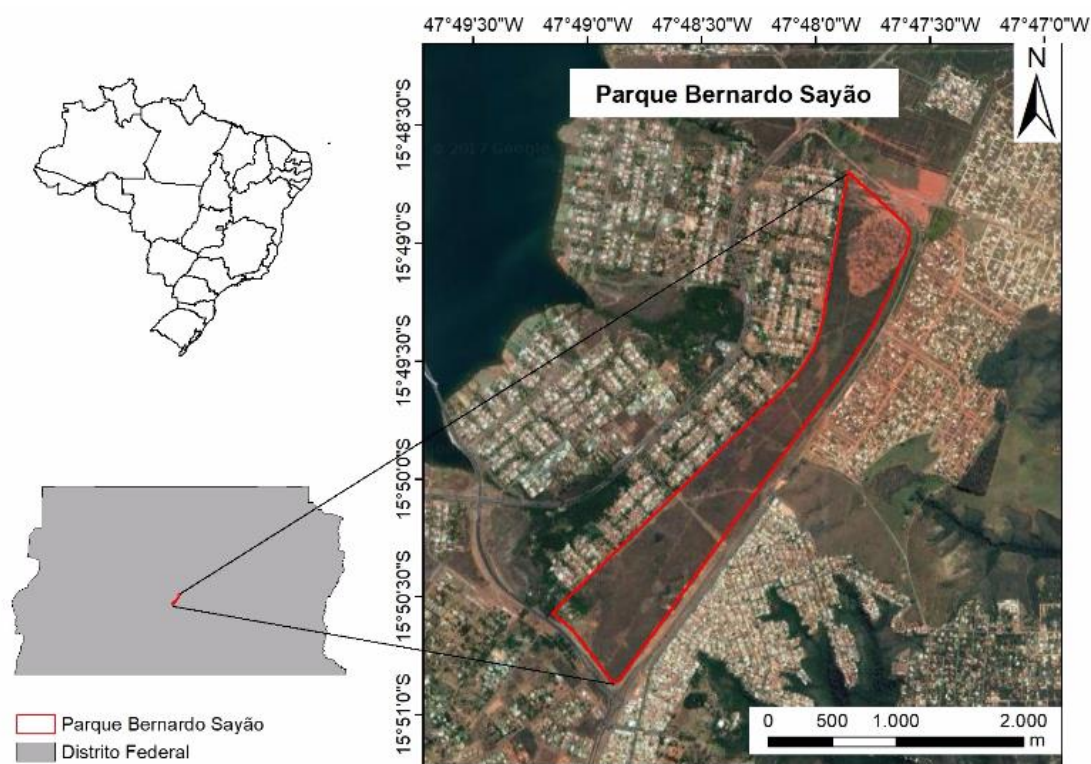 47°49'30"W 47°49'0"W 47°48'30"W 47°48'0"W 47°47'30"W 47°47'0"W
Parque Bernardo Sayão
N
© 2017 Google
15°48'30"S
15°49'0"S
15°49'30"S
15°50'0"S
15°50'30"S
15°51'0"S
Parque Bernardo Sayão
Distrito Federal
0 500 1.000 2.000
m